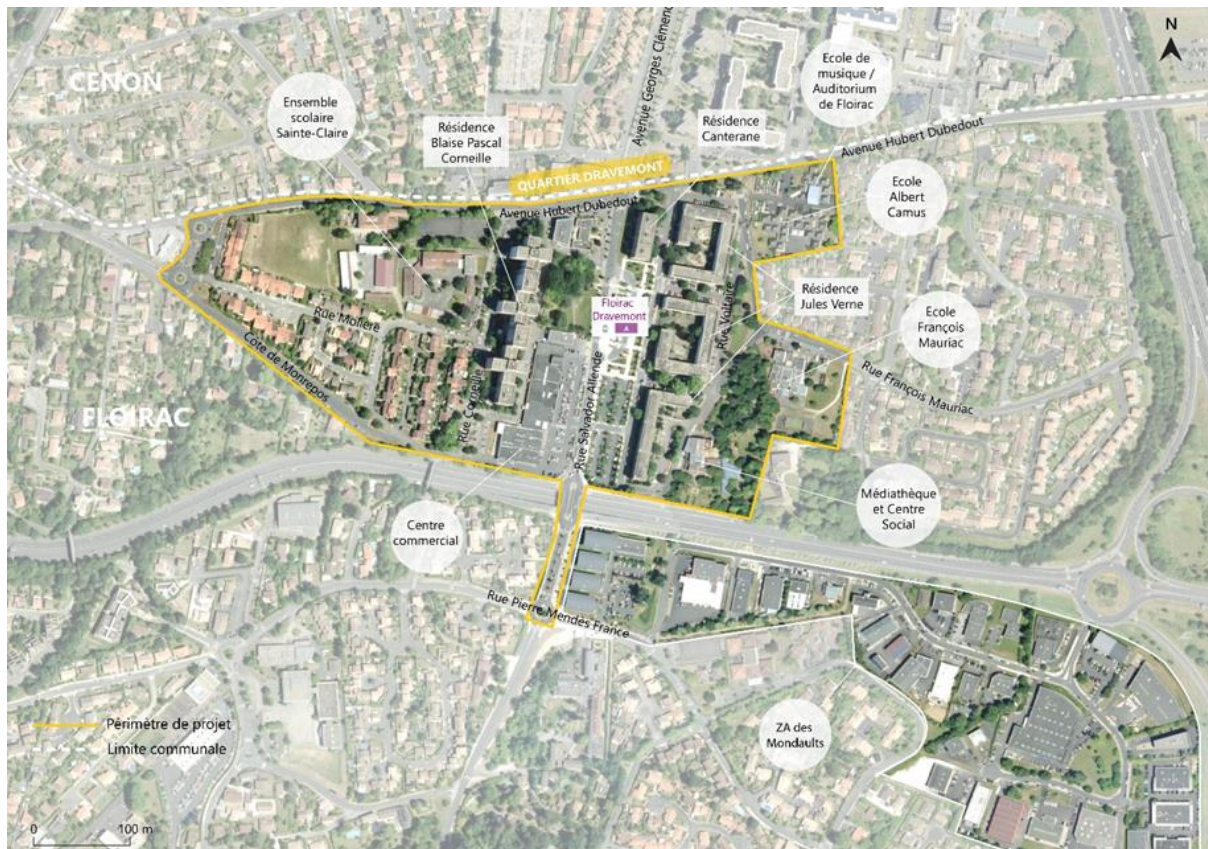 N
CENON
Avenue Georges Clémenc
Ecole de
musique /
Auditorium
de Floirac
Ensemble
scolaire
Sainte-Claire
Résidence
Blaise Pascal
Corneille
Résidence
Canterane
Avenue Hubert Dubedout
QUARTIER DRAVEMONT
Ecole
Albert
Camus
Avenue Hubert Dubedout
Résidence
Jules Verne
Floirac
Dravemont
A
Rue Voltaire
Rue Molière
Ecole
François
Mauriac
Cote de Monrepos
Rue François Mauriac
Rue Corneille
Rue Salvador Allende
FLOIRAC
Médiathèque
et Centre
Social
Centre
commercial
Rue Pierre Mendès France
Périmètre de projet
Limite communale
ZA des
Mondaults
0 100 m